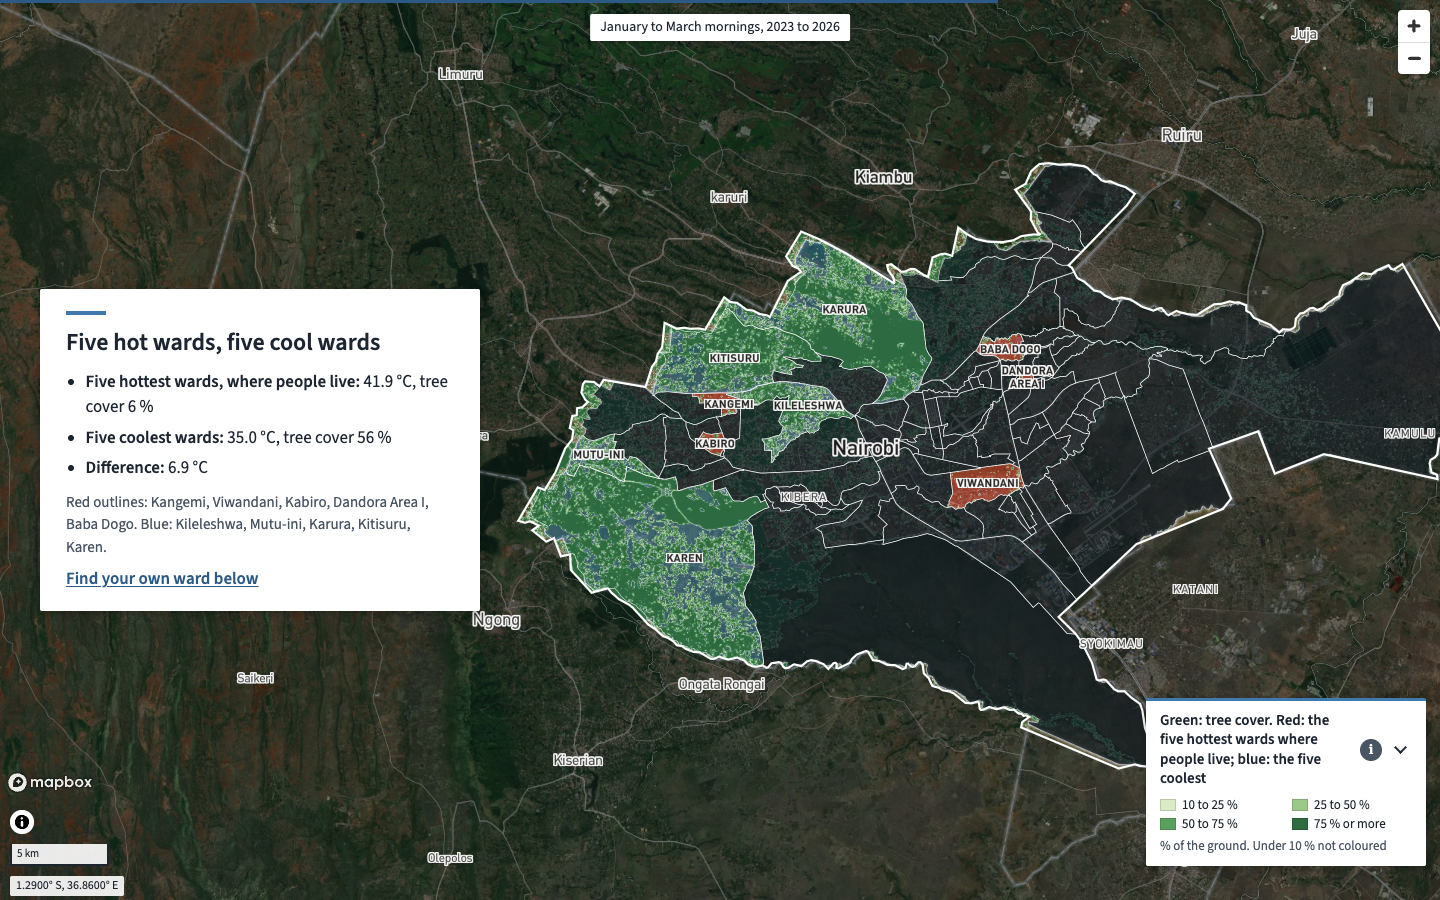 January to March mornings, 2023 to 2026
Juja
Limuru
Ruiru
Kiambu
karuri
KARURA
KITISURU
BABA DOGO
DANDORA
AREA I
KANGEMI
KILELESHWA
KAMULU
KABIRO
Nairobi
MUTU-INI
VIWANDANI
KIBERA
KAREN
KATANI
SYOKIMAU
Ngong
Ongata Rongai
Saikeri
Kiserian
Olepolos
Five hot wards, five cool wards
• Five hottest wards, where people live: 41.9 °C, tree
cover 6 %
• Five coolest wards: 35.0 °C, tree cover 56 %
• Difference: 6.9 °C
Red outlines: Kangemi, Viwandani, Kabiro, Dandora Area I,
Baba Dogo. Blue: Kileleshwa, Mutu-ini, Karura, Kitisuru,
Karen.
Find your own ward below
Green: tree cover. Red: the
five hottest wards where
people live; blue: the five
coolest
10 to 25 %
25 to 50 %
50 to 75 %
75 % or more
% of the ground. Under 10 % not coloured
mapbox
5 km
1.2900° S, 36.8600° E